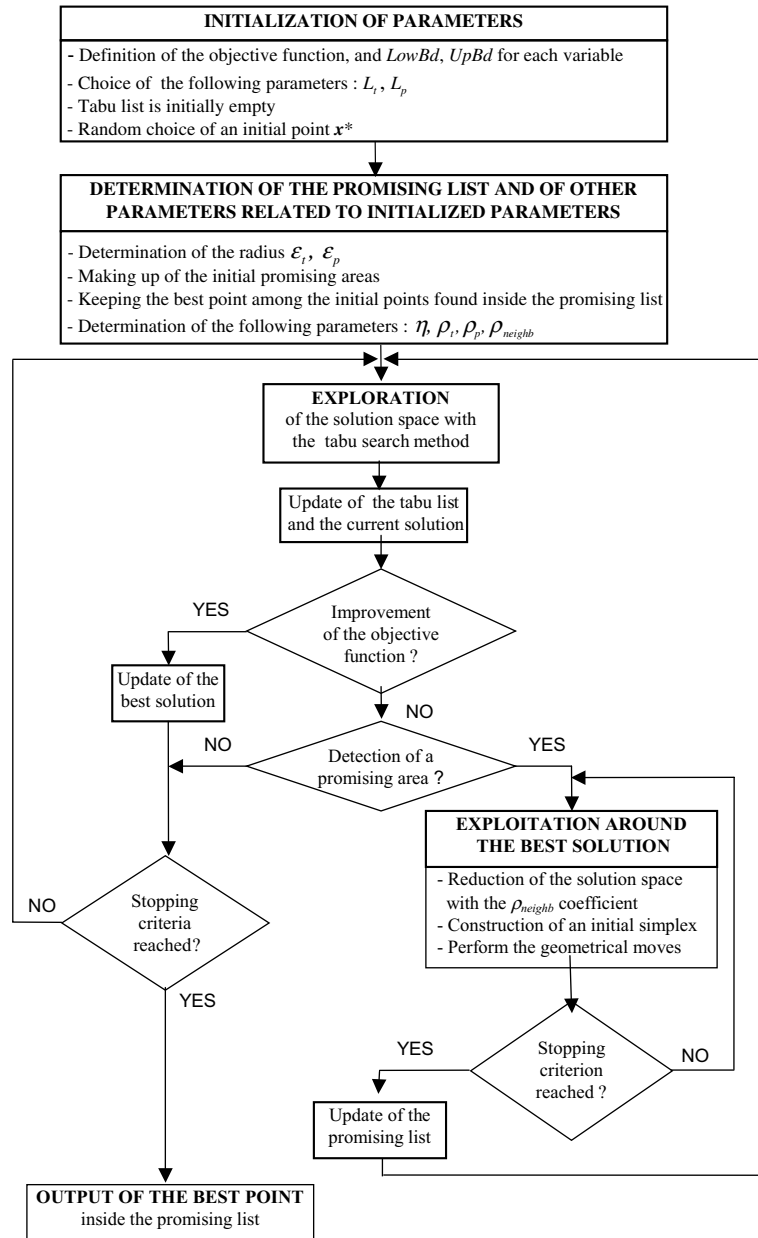 INITIALIZATION OF PARAMETERS
- Definition of the objective function, and LowBd, UpBd for each variable
- Choice of the following parameters : L_t , L_p
- Tabu list is initially empty
- Random choice of an initial point x*
DETERMINATION OF THE PROMISING LIST AND OF OTHER
PARAMETERS RELATED TO INITIALIZED PARAMETERS
- Determination of the radius ε_t , ε_p
- Making up of the initial promising areas
- Keeping the best point among the initial points found inside the promising list
- Determination of the following parameters : η, ρ_t , ρ_p , ρ_neighb
EXPLORATION
of the solution space with
the tabu search method
Update of the tabu list
and the current solution
YES
Improvement
of the objective
function ?
Update of the
best solution
NO
NO
Detection of a
promising area ?
YES
EXPLOITATION AROUND
THE BEST SOLUTION
- Reduction of the solution space
with the ρ_neighb coefficient
- Construction of an initial simplex
- Perform the geometrical moves
NO
Stopping
criteria
reached?
YES
YES
Stopping
criterion
reached ?
NO
Update of the
promising list
OUTPUT OF THE BEST POINT
inside the promising list